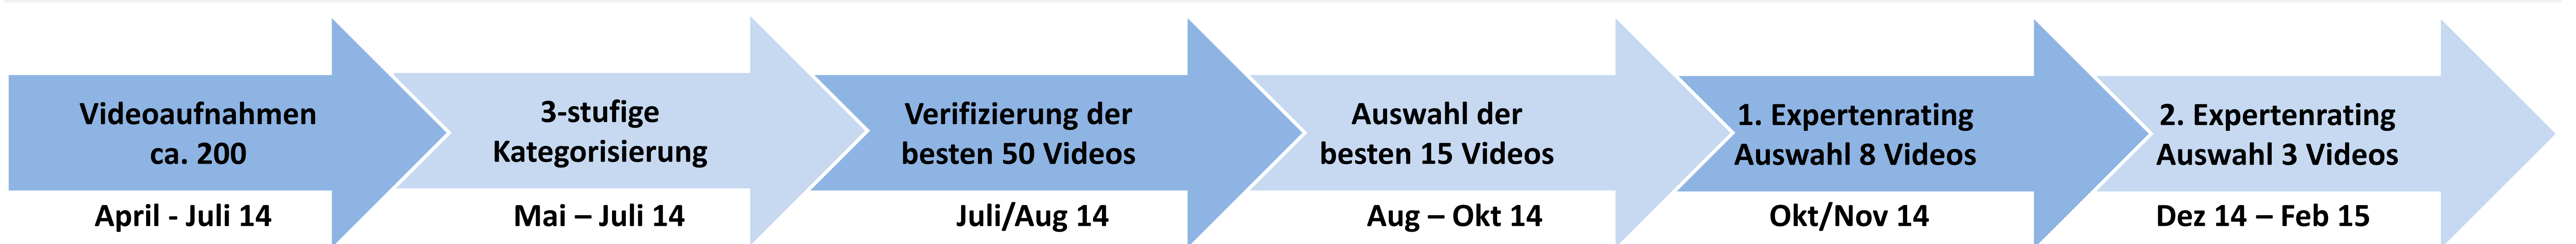 Videoaufnahmen
ca. 200
April - Juli 14
3-stufige
Kategorisierung
Mai – Juli 14
Verifizierung der
besten 50 Videos
Juli/Aug 14
Auswahl der
besten 15 Videos
Aug – Okt 14
1. Expertenrating
Auswahl 8 Videos
Okt/Nov 14
2. Expertenrating
Auswahl 3 Videos
Dez 14 – Feb 15